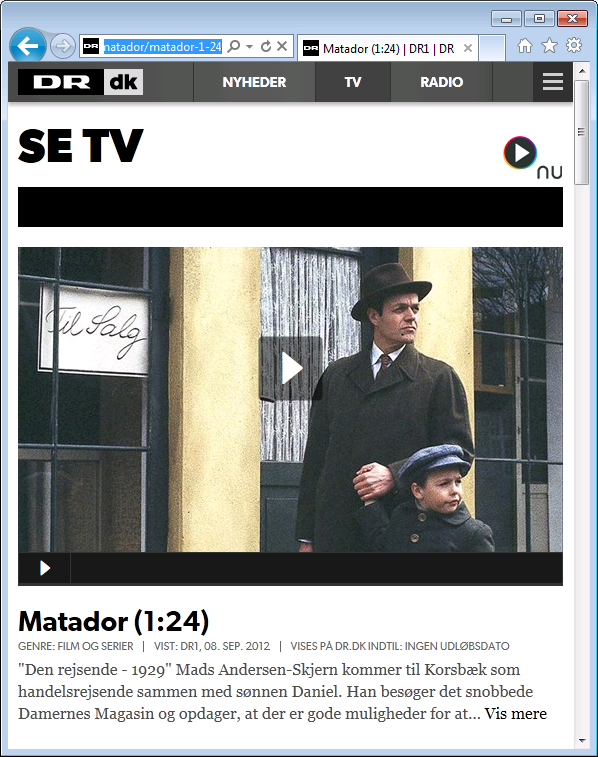 matador/matador-1-24
Matador (1:24) | DR1 | DR
DR dk
NYHEDER
TV
RADIO
SE TV
nu
Til Salg
Matador (1:24)
GENRE: FILM OG SERIER | VIST: DR1, 08. SEP. 2012 | VISES PÅ DR.DK INDTIL: INGEN UDLØBSDATO
"Den rejsende - 1929" Mads Andersen-Skjern kommer til Korsbæk som
handelsrejsende sammen med sønnen Daniel. Han besøger det snobbede
Damernes Magasin og opdager, at der er gode muligheder for at... Vis mere